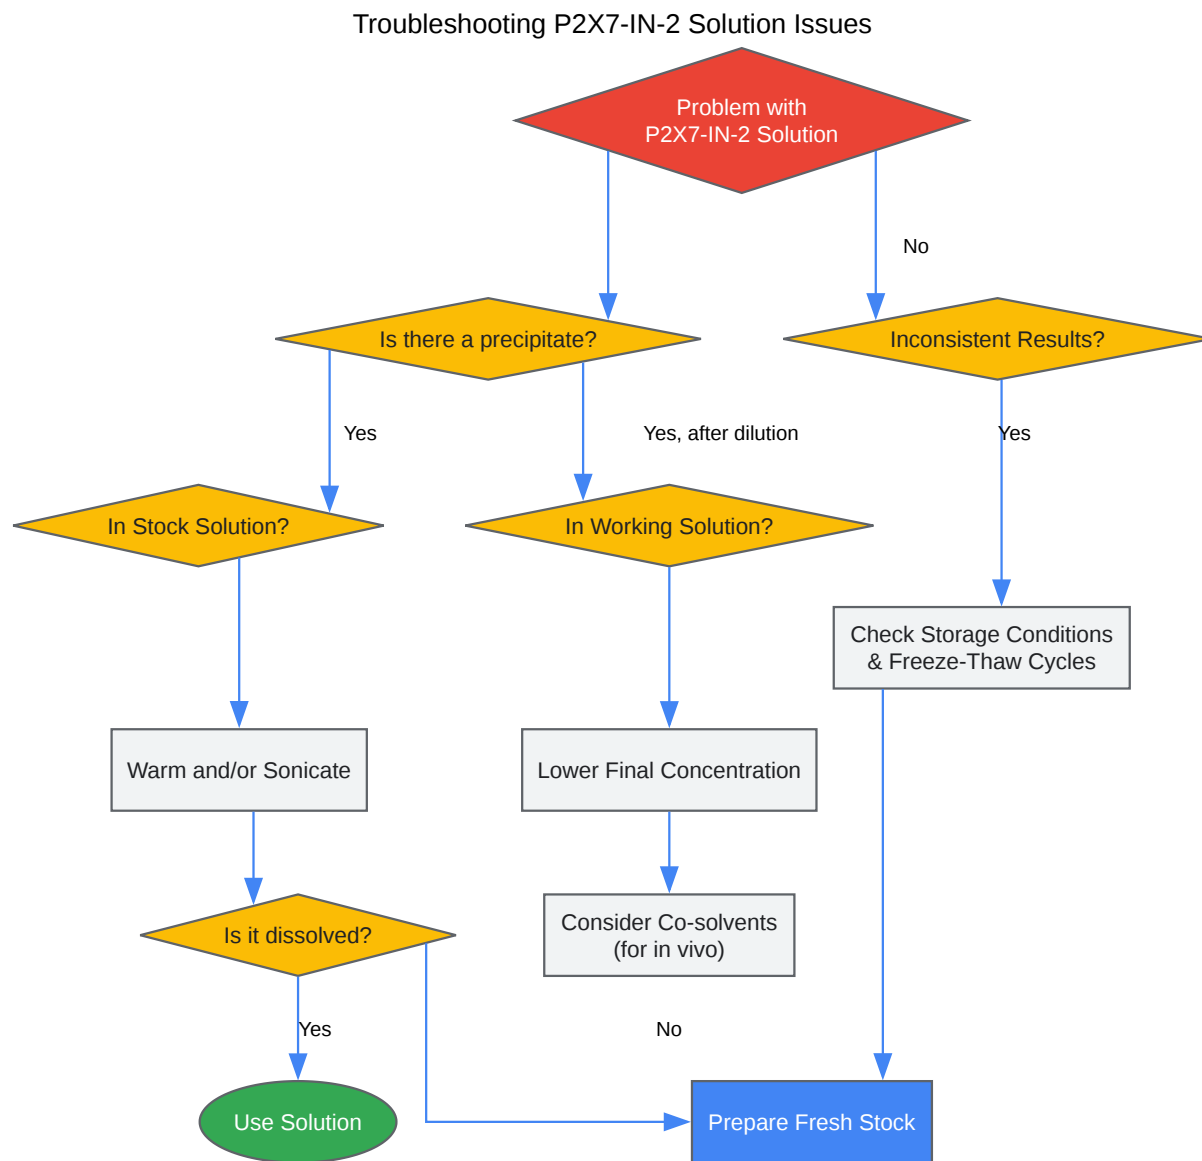 Troubleshooting P2X7-IN-2 Solution Issues
Problem with
P2X7-IN-2 Solution
No
Is there a precipitate?
Inconsistent Results?
Yes
Yes, after dilution
Yes
In Stock Solution?
In Working Solution?
Check Storage Conditions
& Freeze-Thaw Cycles
Warm and/or Sonicate
Lower Final Concentration
Is it dissolved?
Consider Co-solvents
(for in vivo)
Yes
No
Use Solution
Prepare Fresh Stock